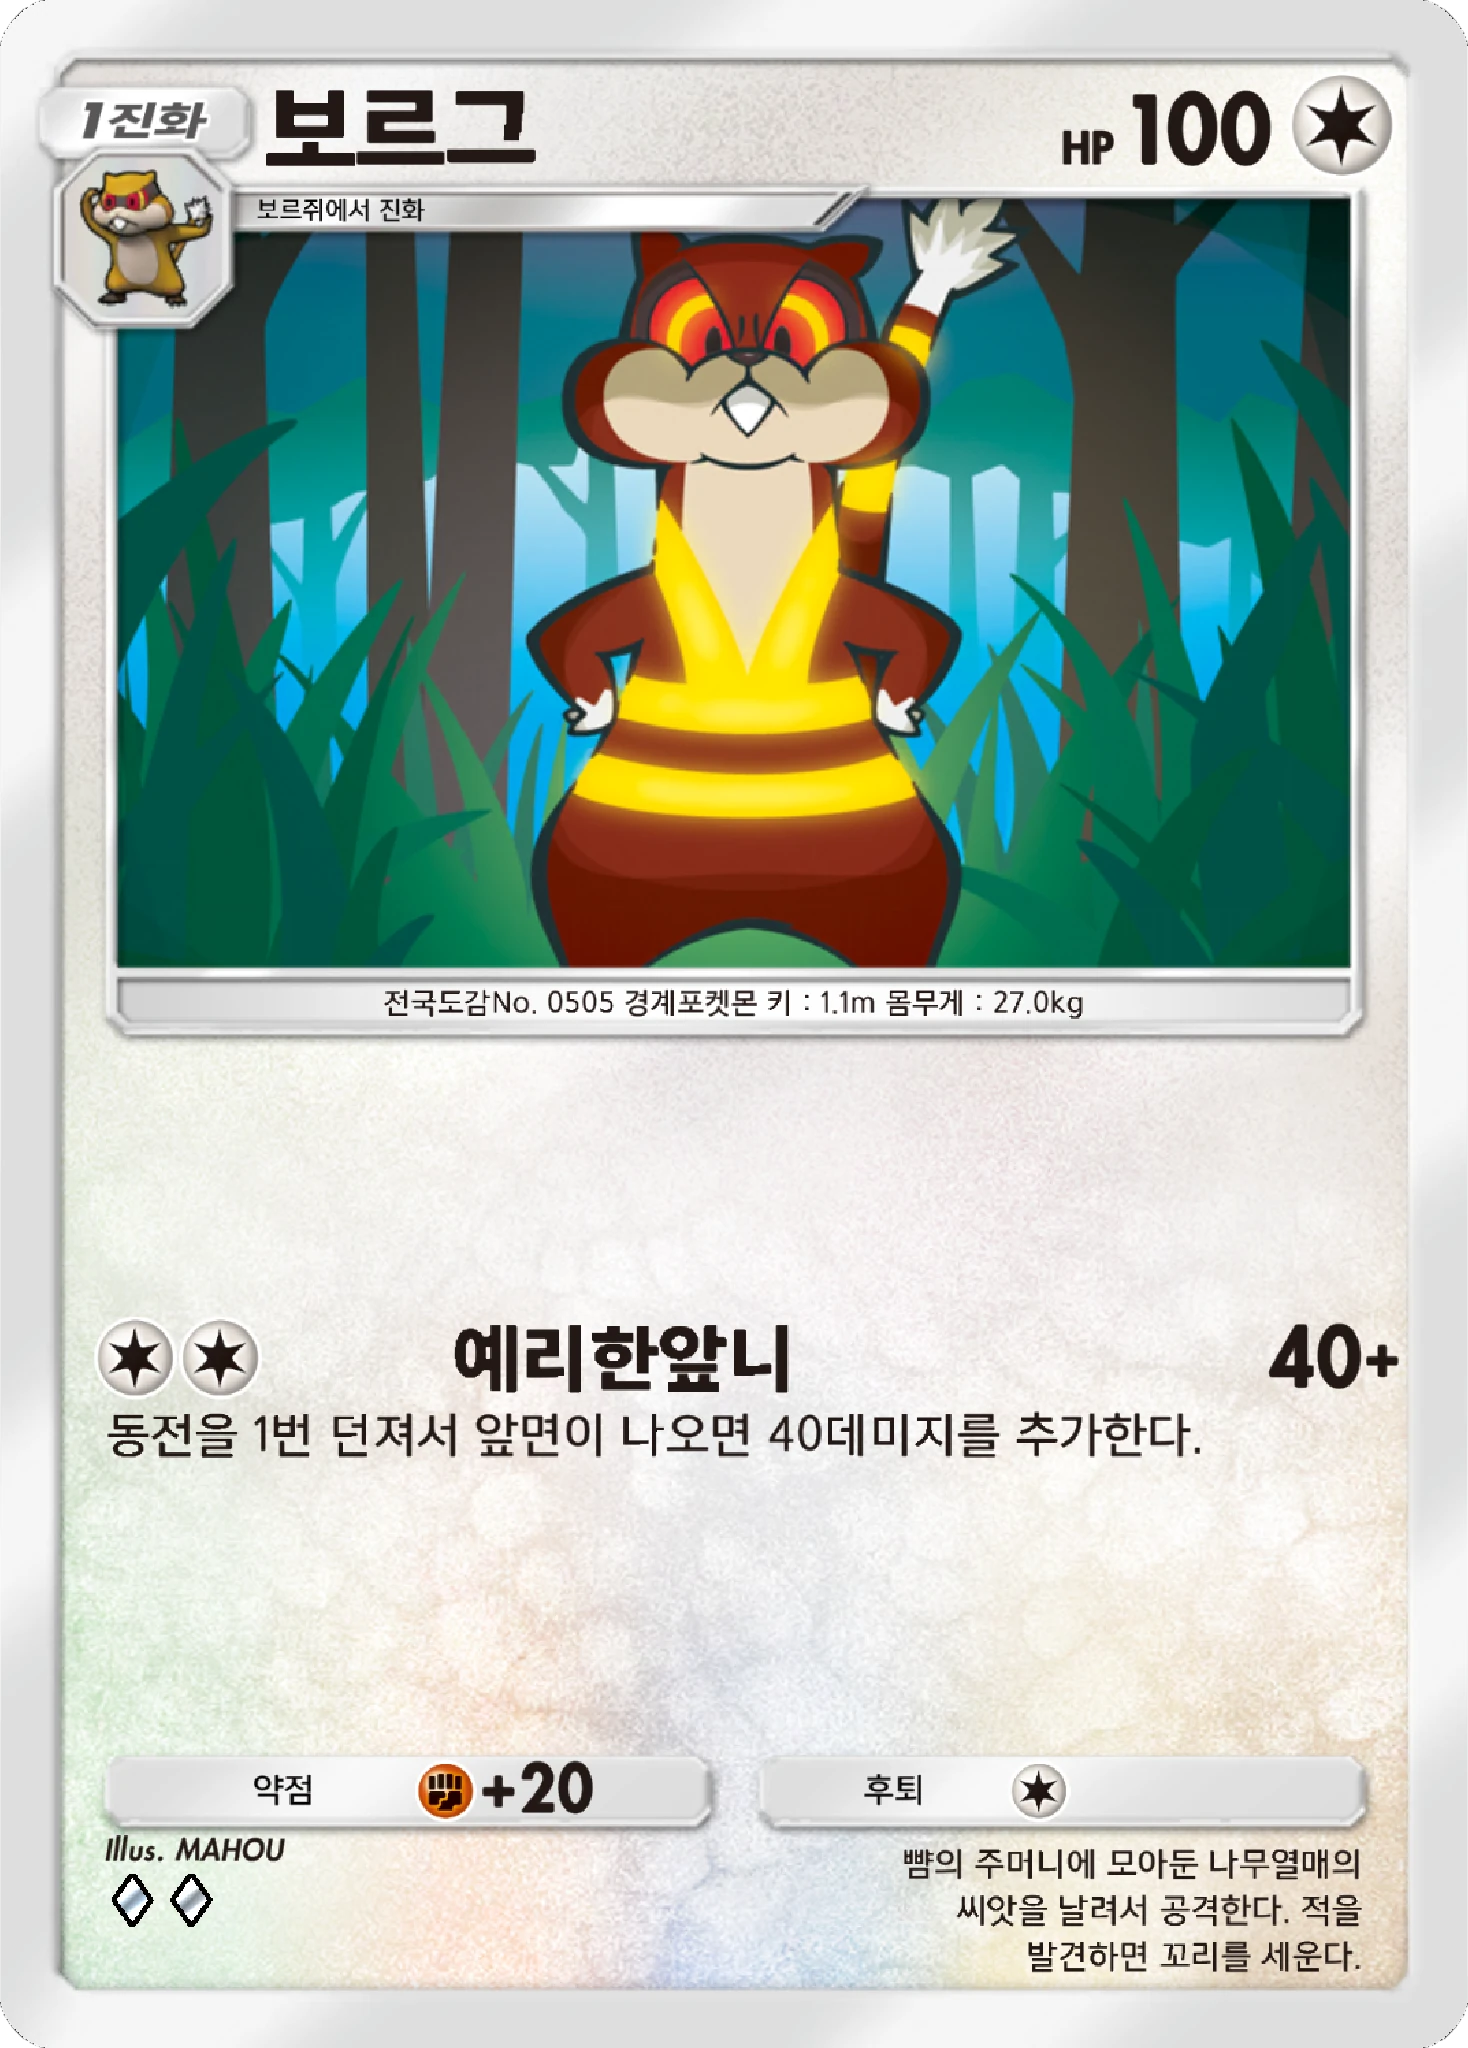 1진화
보르그
HP 100
보르쥐에서 진화
전국도감No. 0505 경계포켓몬 키 : 1.1m 몸무게 : 27.0kg
예리한앞니 40+
동전을 1번 던져서 앞면이 나오면 40데미지를 추가한다.
약점 +20
후퇴
Illus. MAHOU
뺨의 주머니에 모아둔 나무열매의
씨앗을 날려서 공격한다. 적을
발견하면 꼬리를 세운다.